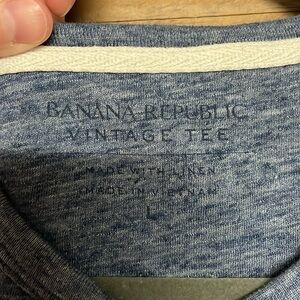 BANANA REPUBLIC
VINTAGE TEE
MADE WITH LINEN
MADE IN VIETNAM
L